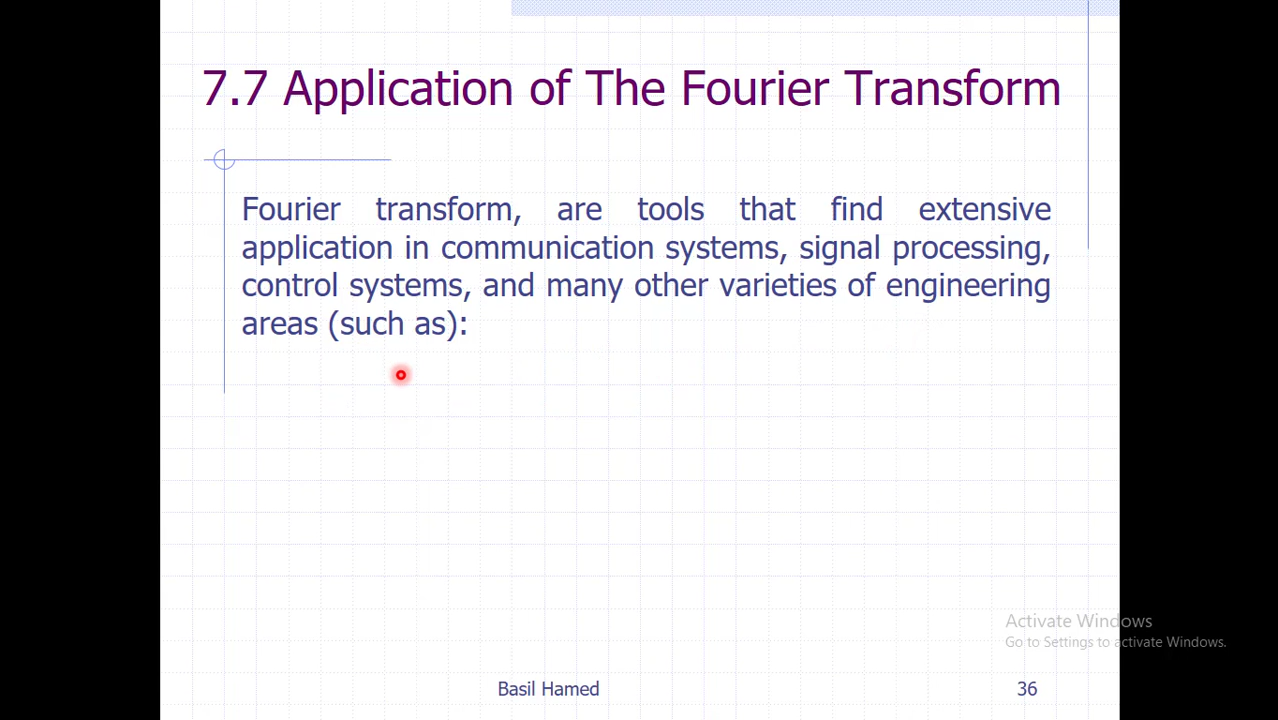 7.7 Application of The Fourier Transform
Fourier transform, are tools that find extensive
application in communication systems, signal processing,
control systems, and many other varieties of engineering
areas (such as):
Activate Windows
Go to Settings to activate Windows.
Basil Hamed
36